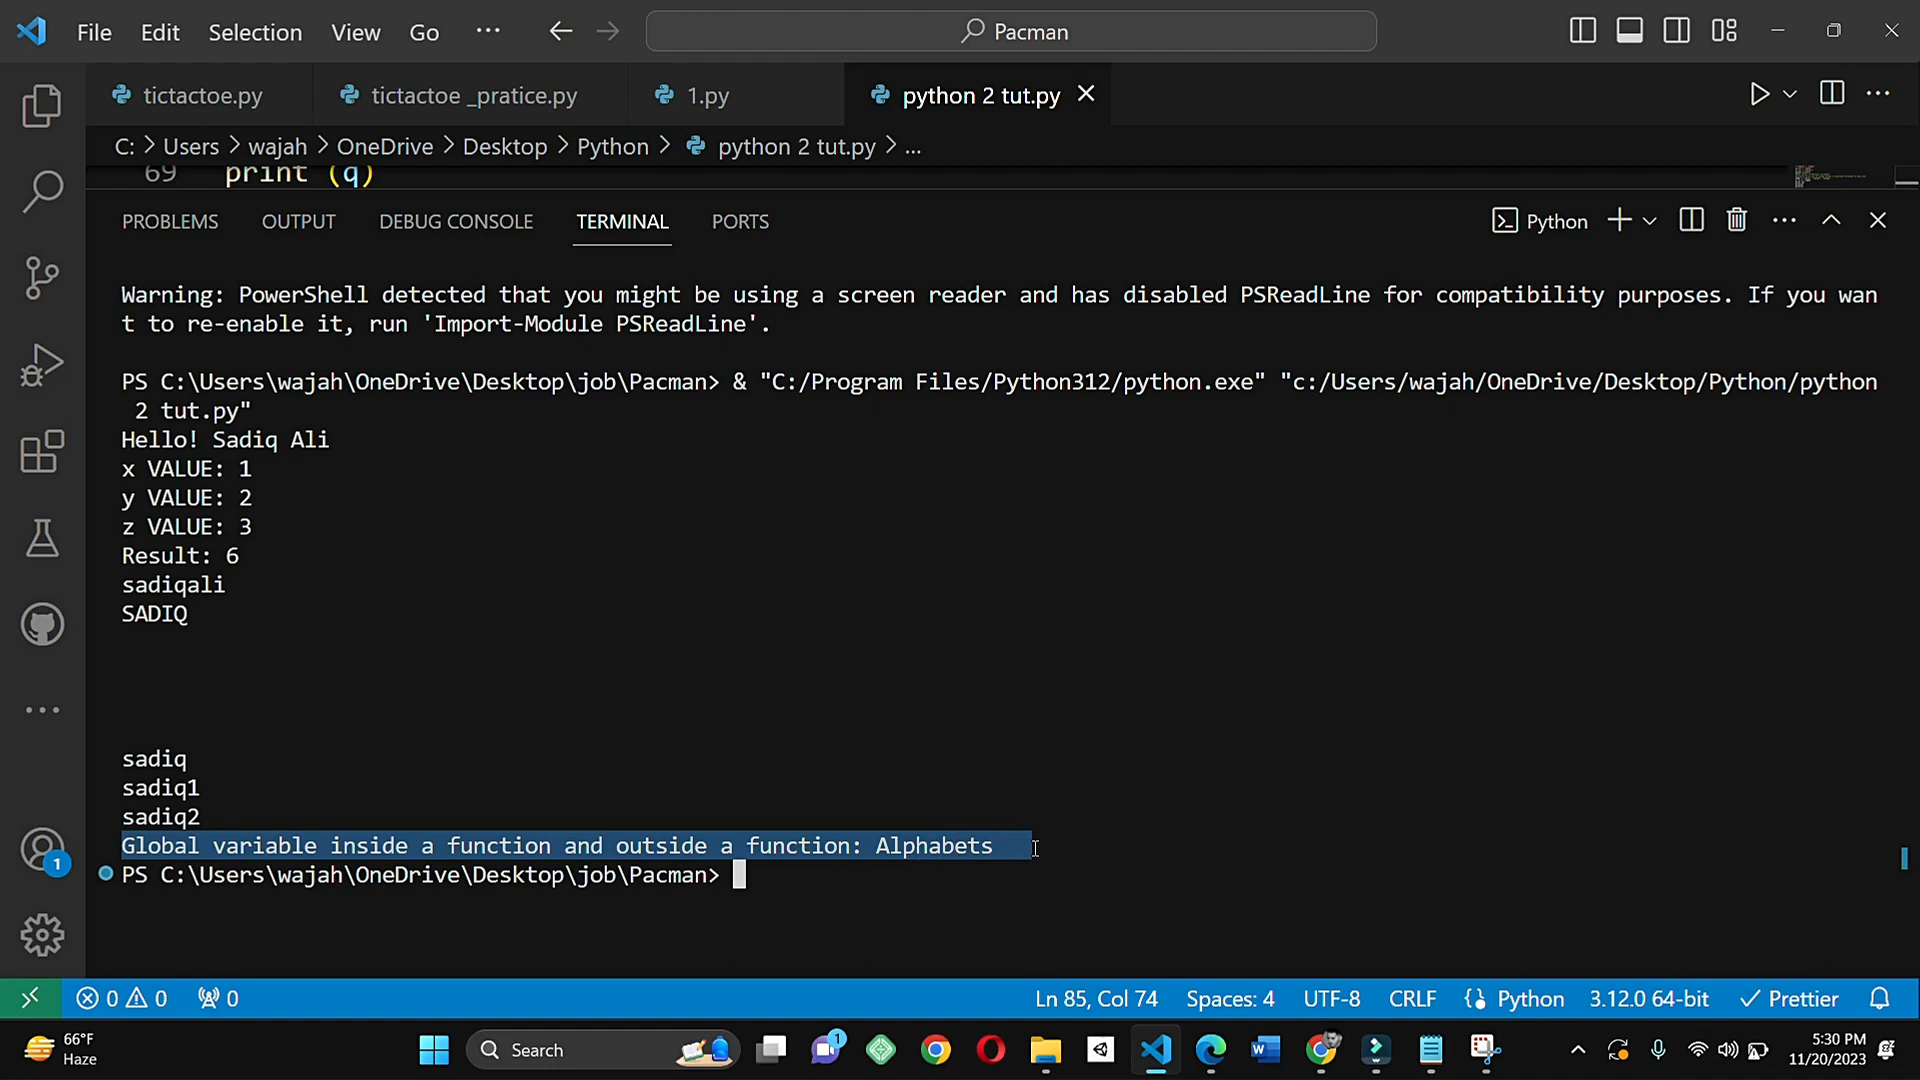 File Edit Selection View Go ... Pacman
tictactoe.py tictactoe _pratice.py 1.py python 2 tut.py
C: > Users > wajah > OneDrive > Desktop > Python > python 2 tut.py > ...
69 print (q)
PROBLEMS OUTPUT DEBUG CONSOLE TERMINAL PORTS Python
Warning: PowerShell detected that you might be using a screen reader and has disabled PSReadLine for compatibility purposes. If you wan
t to re-enable it, run 'Import-Module PSReadLine'.
PS C:\Users\wajah\OneDrive\Desktop\job\Pacman> & "C:/Program Files/Python312/python.exe" "c:/Users/wajah/OneDrive/Desktop/Python/python
2 tut.py"
Hello! Sadiq Ali
x VALUE: 1
y VALUE: 2
z VALUE: 3
Result: 6
sadiqali
SADIQ
sadiq
sadiq1
sadiq2
Global variable inside a function and outside a function: Alphabets
PS C:\Users\wajah\OneDrive\Desktop\job\Pacman>
1
0 0 0 Ln 85, Col 74 Spaces: 4 UTF-8 CRLF Python 3.12.0 64-bit Prettier
66°F
Haze
Search
1
5:30 PM
11/20/2023